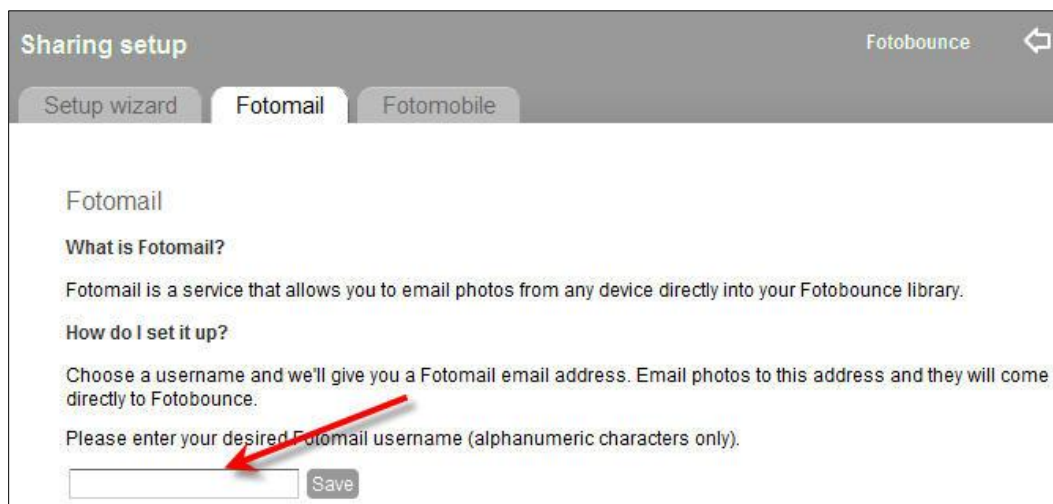 Sharing setup
Fotobounce
Setup wizard
Fotomail
Fotomobile
Fotomail
What is Fotomail?
Fotomail is a service that allows you to email photos from any device directly into your Fotobounce library.
How do I set it up?
Choose a username and we'll give you a Fotomail email address. Email photos to this address and they will come
directly to Fotobounce.
Please enter your desired Fotomail username (alphanumeric characters only).
Save